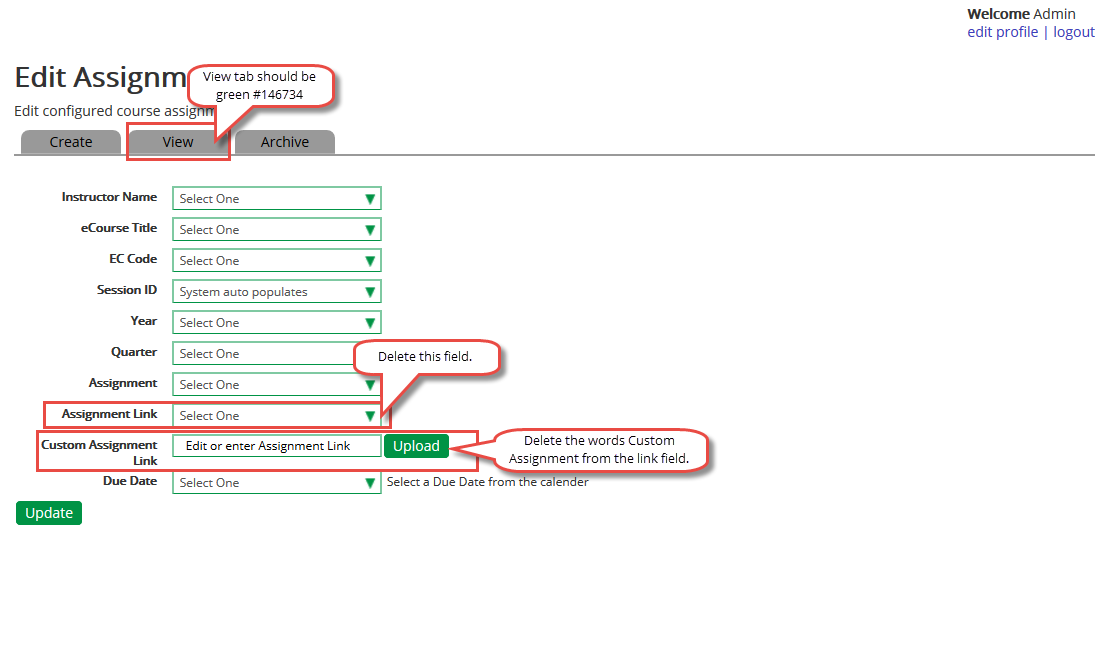 Welcome Admin
edit profile | logout
Edit Assignm
View tab should be
green #146734
Edit configured course assignm
Create
View
Archive
Instructor Name
Select One
eCourse Title
Select One
EC Code
Select One
Session ID
System auto populates
Year
Select One
Quarter
Select One
Delete this field.
Assignment
Select One
Assignment Link
Select One
Custom Assignment
Link
Edit or enter Assignment Link
Upload
Delete the words Custom
Assignment from the link field.
Due Date
Select One
Select a Due Date from the calender
Update